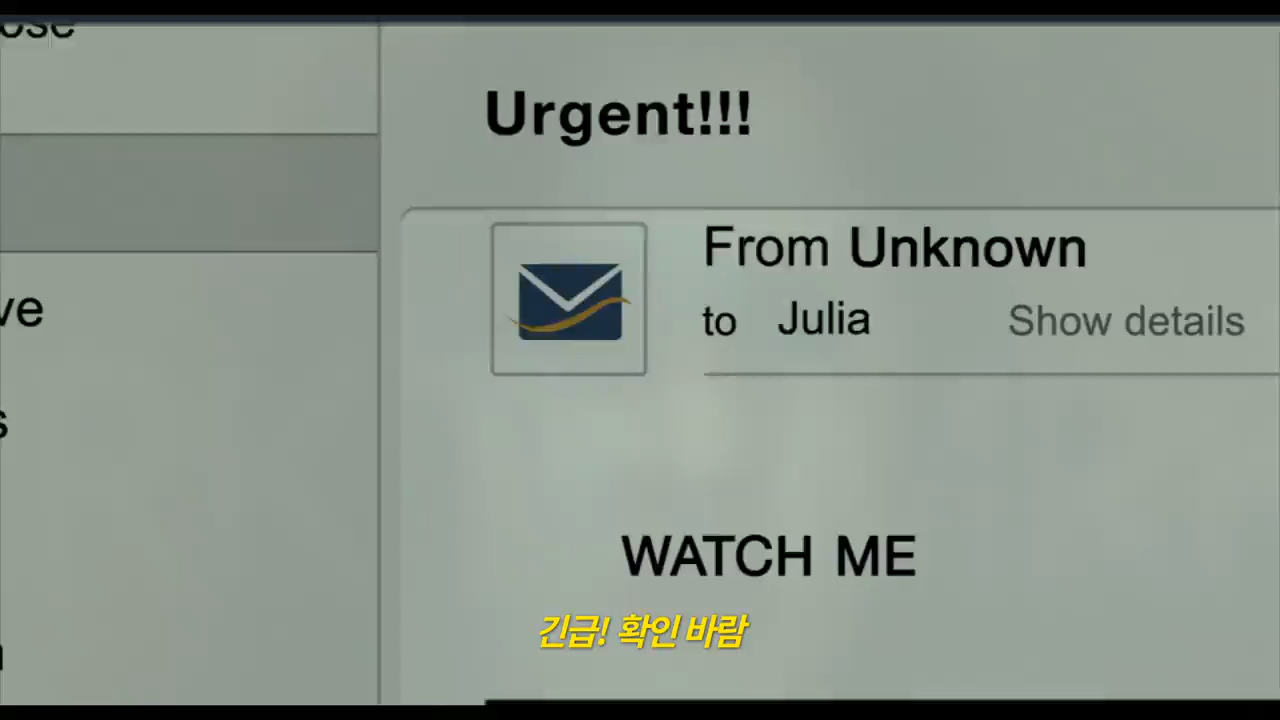 Urgent!!!
From Unknown
to Julia Show details
WATCH ME
긴급! 확인 바람